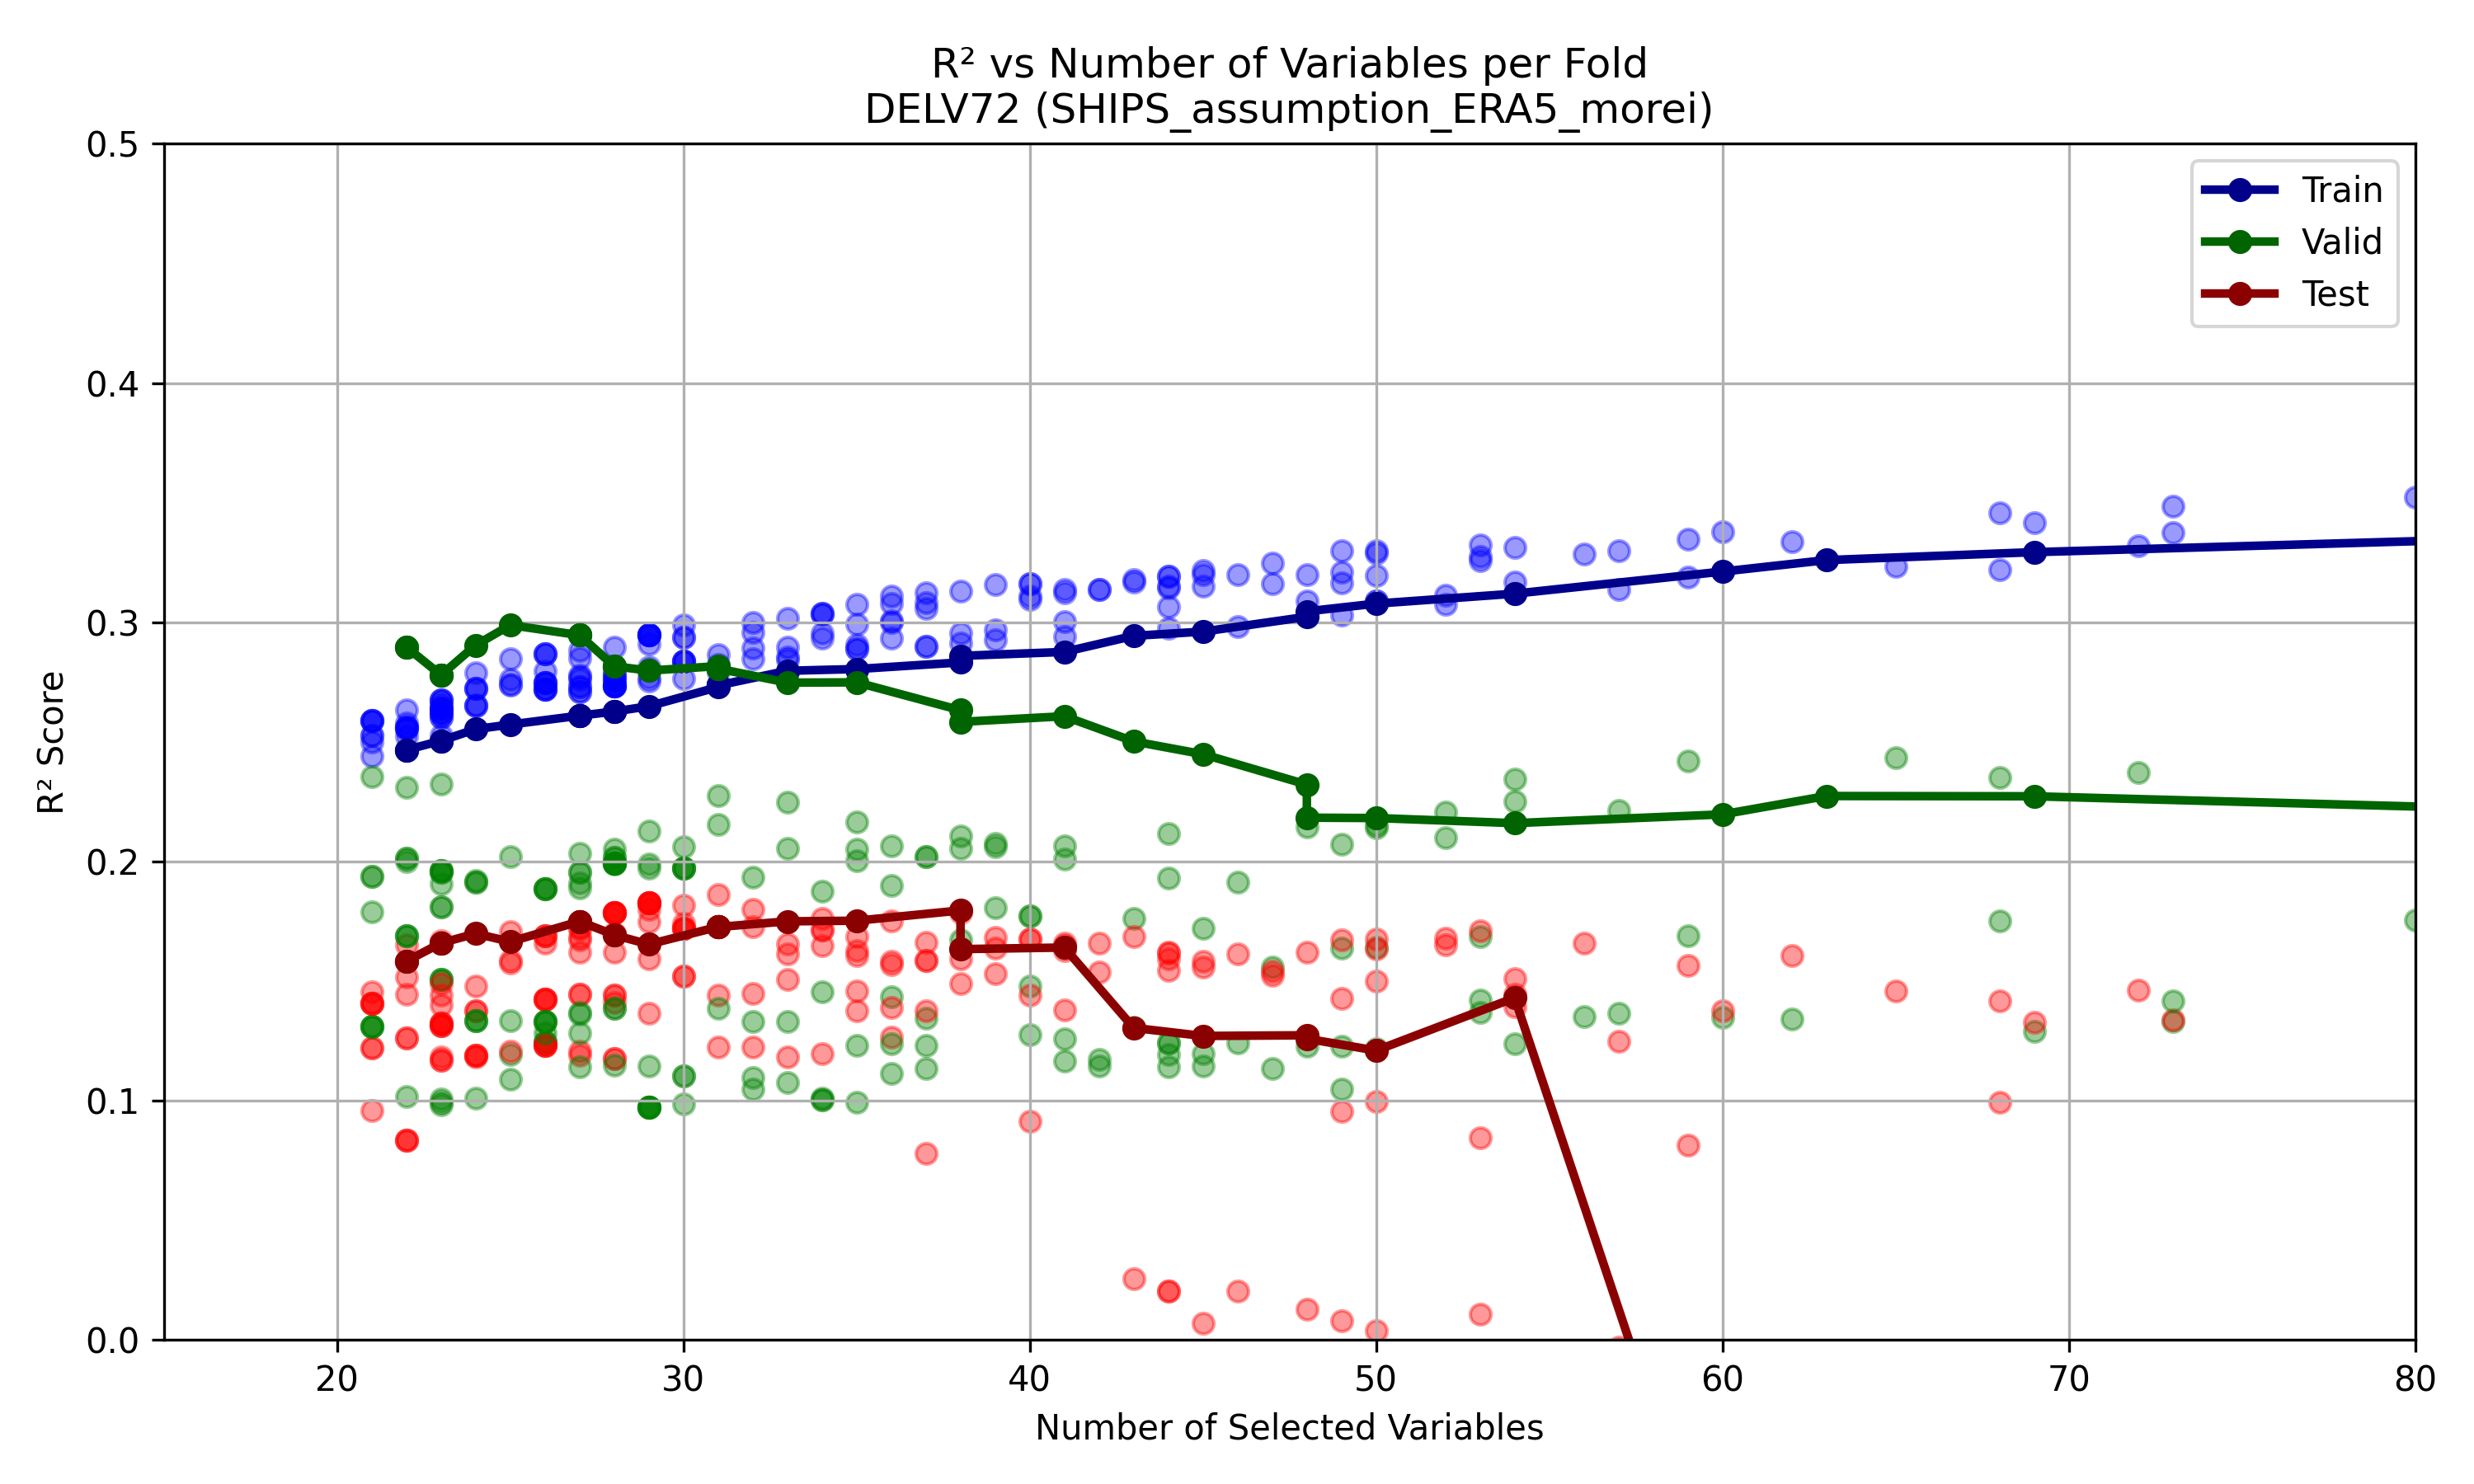 R² vs Number of Variables per Fold
DELV72 (SHIPS_assumption_ERA5_morei)
0.5
0.4
0.3
0.2
0.1
0.0
R² Score
20
30
40
50
60
70
80
Number of Selected Variables
Train
Valid
Test